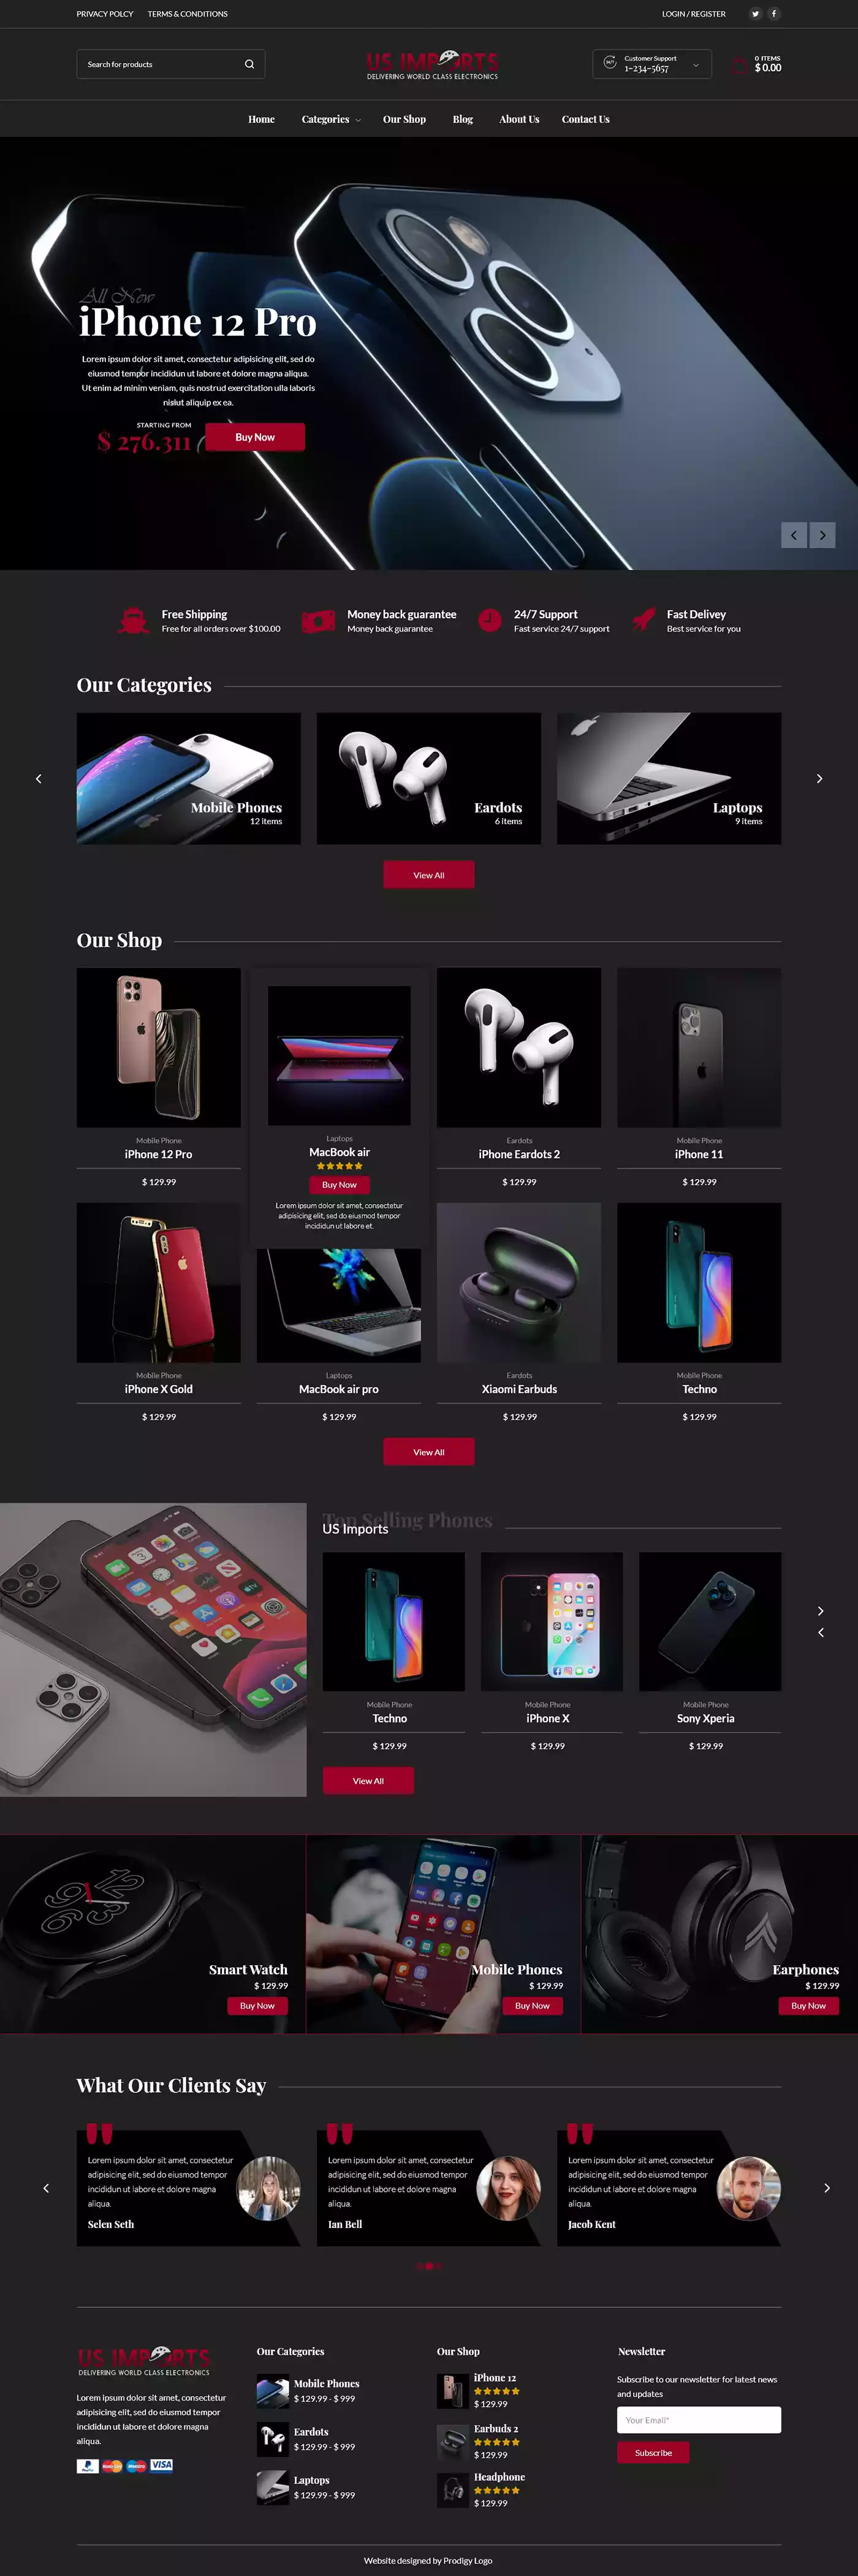 PRIVACY POLCY TERMS & CONDITIONS LOGIN / REGISTER
Search for products
US IMPORTS
DELIVERING WORLD CLASS ELECTRONICS
24/7
Customer Support
1-234-5657
0 ITEMS
$ 0.00
Home Categories Our Shop Blog About Us Contact Us
All New
iPhone 12 Pro
Lorem ipsum dolor sit amet, consectetur adipisicing elit, sed do
eiusmod tempor incididun ut labore et dolore magna aliqua.
Ut enim ad minim veniam, quis nostrud exercitation ulla laboris
nisiut aliquip ex ea.
STARTING FROM
$ 276.311
Buy Now
Free Shipping
Free for all orders over $100.00
Money back guarantee
Money back guarantee
24/7 Support
Fast service 24/7 support
Fast Delivey
Best service for you
Our Categories
Mobile Phones
12 items
Eardots
6 items
Laptops
9 items
View All
Our Shop
Mobile Phone
iPhone 12 Pro
$ 129.99
Laptops
MacBook air
Buy Now
Lorem ipsum dolor sit amet, consectetur
adipisicing elit, sed do eiusmod tempor
incididun ut labore et.
Eardots
iPhone Eardots 2
$ 129.99
Mobile Phone
iPhone 11
$ 129.99
Mobile Phone
iPhone X Gold
$ 129.99
Laptops
MacBook air pro
$ 129.99
Eardots
Xiaomi Earbuds
$ 129.99
Mobile Phone
Techno
$ 129.99
View All
Top Selling Phones
US Imports
Mobile Phone
Techno
$ 129.99
Mobile Phone
iPhone X
$ 129.99
Mobile Phone
Sony Xperia
$ 129.99
View All
Smart Watch
$ 129.99
Buy Now
Mobile Phones
$ 129.99
Buy Now
Earphones
$ 129.99
Buy Now
What Our Clients Say
Lorem ipsum dolor sit amet, consectetur
adipisicing elit, sed do eiusmod tempor
incididun ut labore et dolore magna
aliqua.
Selen Seth
Lorem ipsum dolor sit amet, consectetur
adipisicing elit, sed do eiusmod tempor
incididun ut labore et dolore magna
aliqua.
Ian Bell
Lorem ipsum dolor sit amet, consectetur
adipisicing elit, sed do eiusmod tempor
incididun ut labore et dolore magna
aliqua.
Jacob Kent
US IMPORTS
DELIVERING WORLD CLASS ELECTRONICS
Lorem ipsum dolor sit amet, consectetur
adipisicing elit, sed do eiusmod tempor
incididun ut labore et dolore magna
aliqua.
PayPal MasterCard Maestro VISA
Our Categories
Mobile Phones
$ 129.99 - $ 999
Eardots
$ 129.99 - $ 999
Laptops
$ 129.99 - $ 999
Our Shop
iPhone 12
$ 129.99
Earbuds 2
$ 129.99
Headphone
$ 129.99
Newsletter
Subscribe to our newsletter for latest news
and updates
Your Email*
Subscribe
Website designed by Prodigy Logo